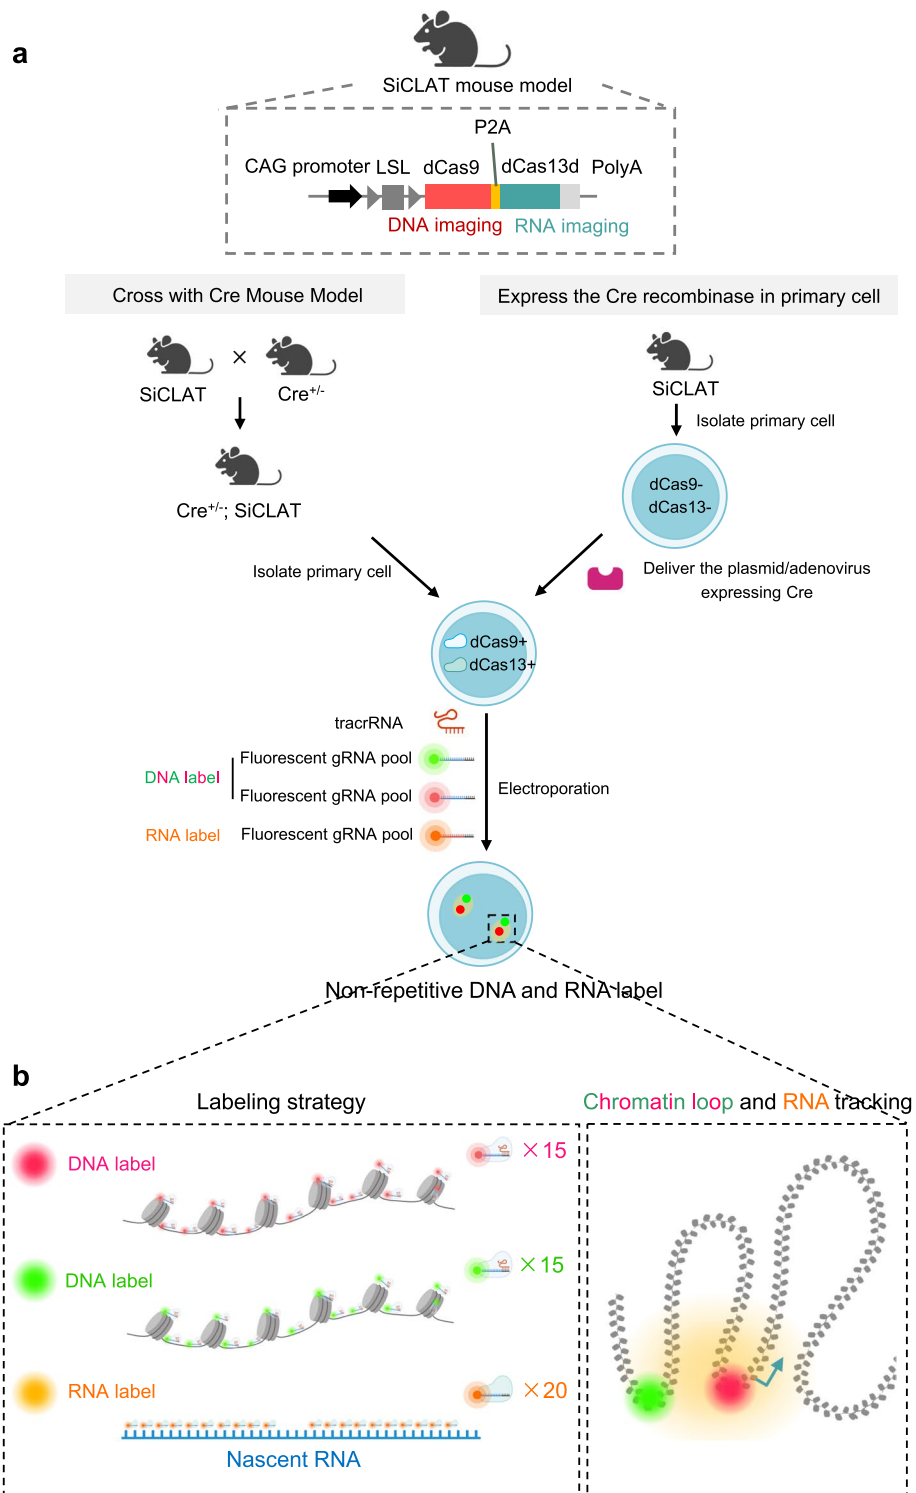 a
SiCLAT mouse model
P2A
CAG promoter LSL dCas9 dCas13d PolyA
DNA imaging RNA imaging
Cross with Cre Mouse Model
SiCLAT × Cre+/-
Cre+/-; SiCLAT
Isolate primary cell
Express the Cre recombinase in primary cell
SiCLAT
Isolate primary cell
dCas9-
dCas13-
Deliver the plasmid/adenovirus
expressing Cre
dCas9+
dCas13+
tracrRNA
DNA label
Fluorescent gRNA pool
Fluorescent gRNA pool
RNA label Fluorescent gRNA pool
Electroporation
Non-repetitive DNA and RNA label
b
Labeling strategy
DNA label ×15
DNA label ×15
RNA label ×20
Nascent RNA
Chromatin loop and RNA tracking